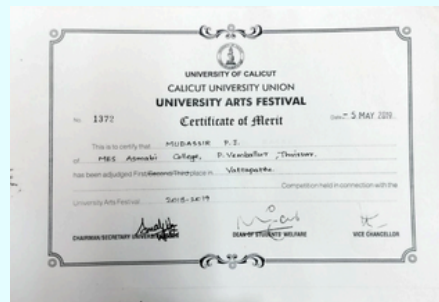 UNIVERSITY OF CALICUT
CALICUT UNIVERSITY UNION
UNIVERSITY ARTS FESTIVAL
No. 1372 Certificate of Merit Date: - 5 MAY 2019
This is to certify that MUDASSIR P. I.
of MES Asmabi College, P. Vemballur, Thrissur.
has been adjudged First/Second/Third place in
Competition held in connection with the
University Arts Festival 2018-2019
CHAIRMAN/SECRETARY UNIVERSITY UNION DEAN OF STUDENTS' WELFARE VICE CHANCELLOR